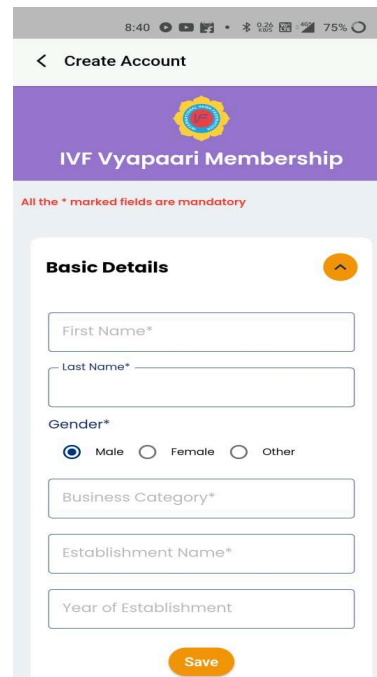 8:40 75%
Create Account
IVF Vyapaari Membership
All the * marked fields are mandatory
Basic Details
First Name*
Last Name*
Gender*
Male Female Other
Business Category*
Establishment Name*
Year of Establishment
Save